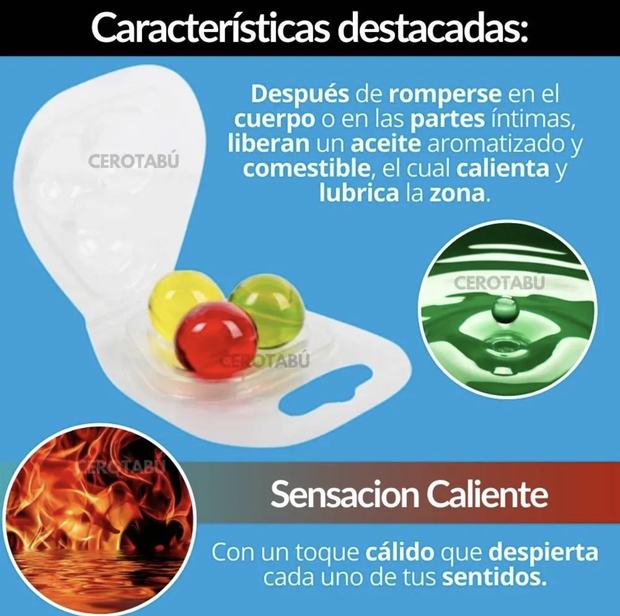 Características destacadas:
Después de romperse en el
cuerpo o en las partes íntimas,
liberan un aceite aromatizado y
comestible, el cual calienta y
lubrica la zona.
CEROTABÚ
CEROTABÚ
CEROTABÚ
CEROTABÚ
Sensacion Caliente
Con un toque cálido que despierta
cada uno de tus sentidos.